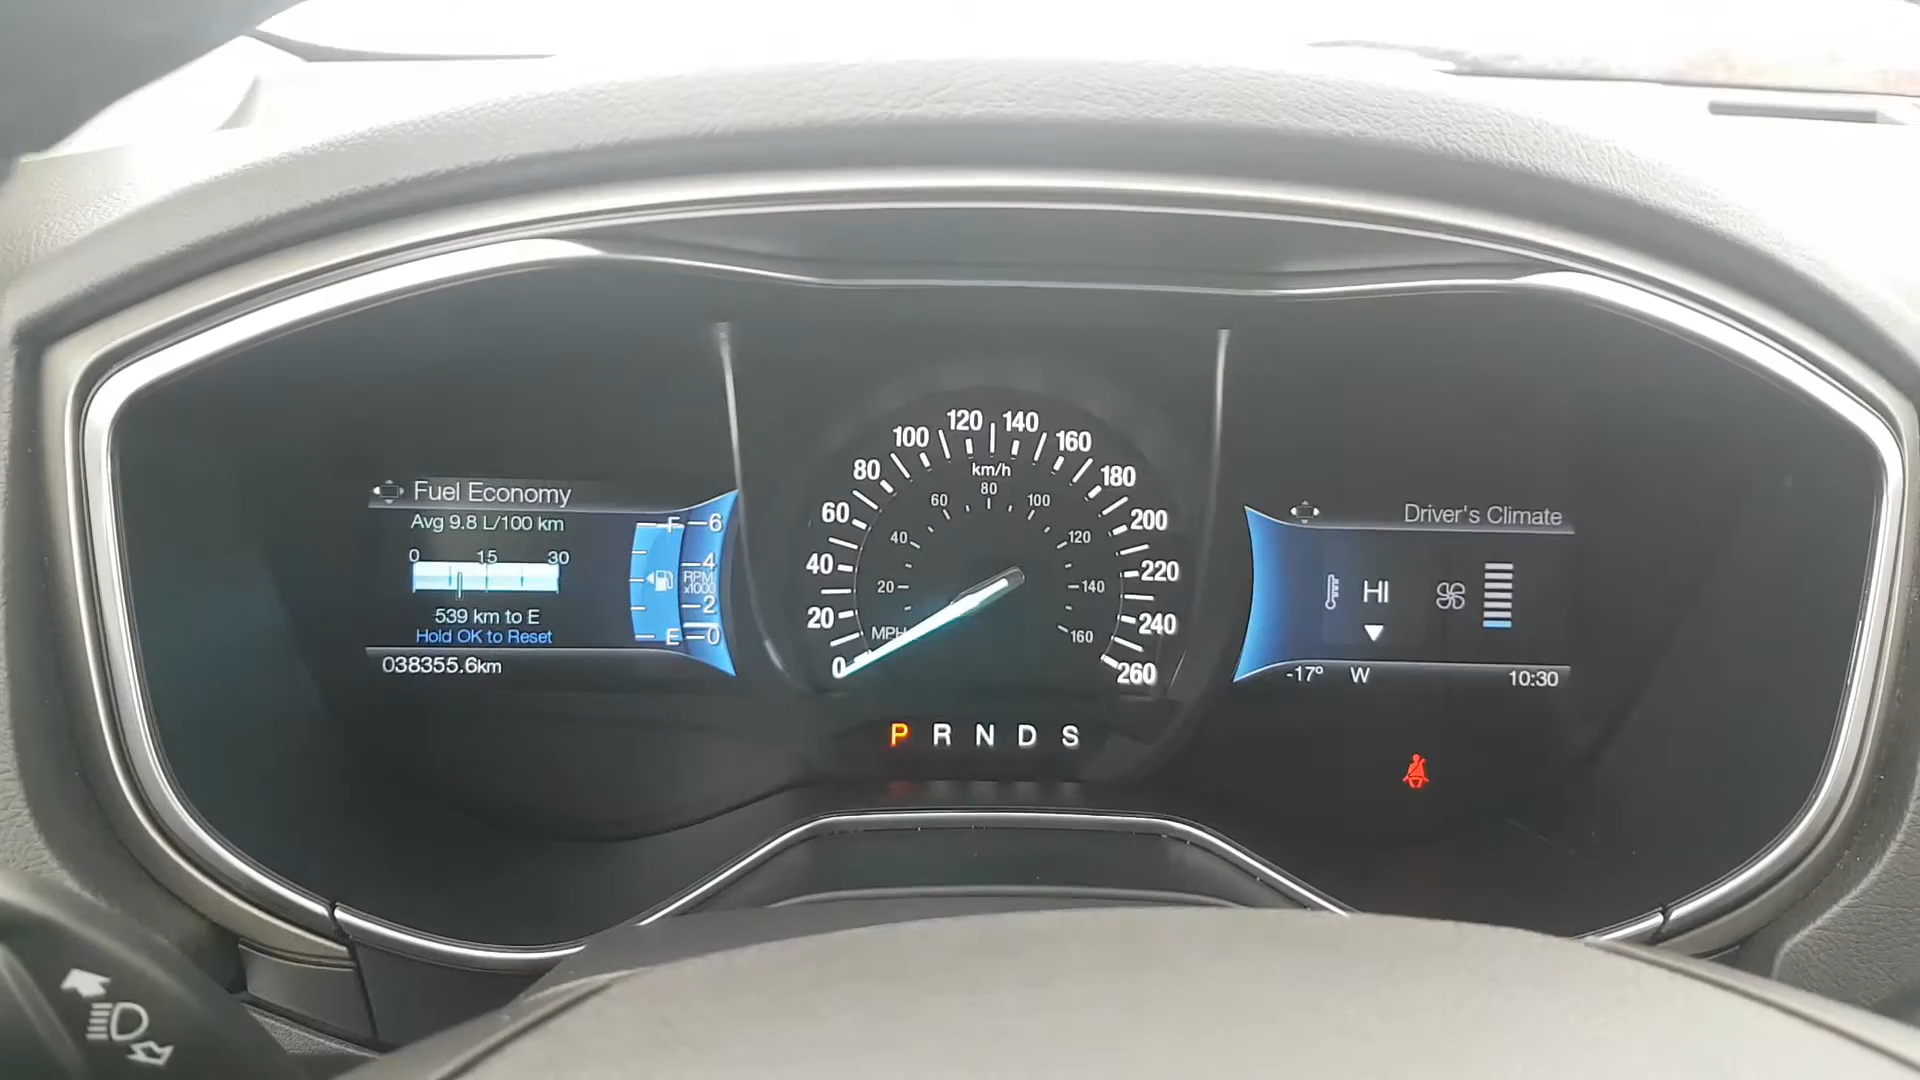 Fuel Economy
Avg 9.8 L/100 km
0 15 30
539 km to E
Hold OK to Reset
038355.6km
F
E
6
4
RPM
x1000
2
0
0
20
40
60
80
100
120
140
160
180
200
220
240
260
km/h
20
40
60
80
100
120
140
160
MPH
P R N D S
Driver's Climate
HI
-17° W 10:30